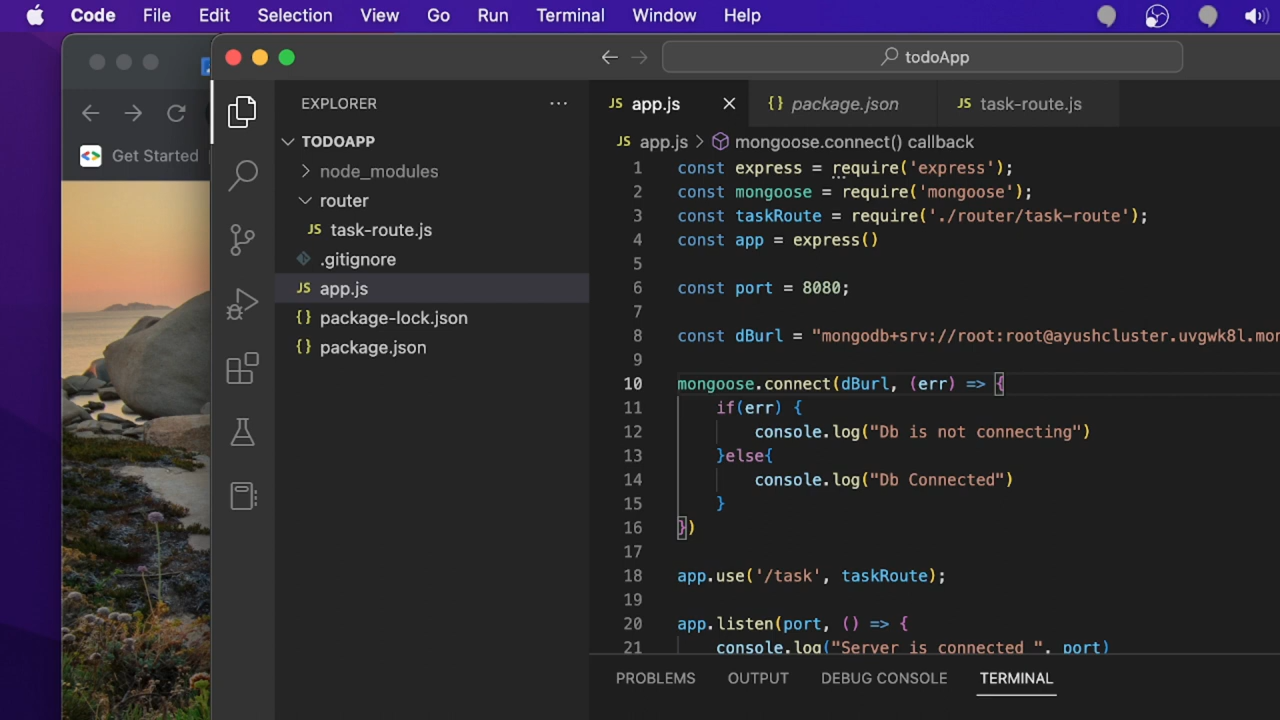 Code File Edit Selection View Go Run Terminal Window Help
todoApp
Get Started
EXPLORER
TODOAPP
node_modules
router
JS task-route.js
.gitignore
JS app.js
{} package-lock.json
{} package.json
JS app.js {} package.json JS task-route.js
JS app.js > mongoose.connect() callback
1 const express = require('express');
2 const mongoose = require('mongoose');
3 const taskRoute = require('./router/task-route');
4 const app = express()
5
6 const port = 8080;
7
8 const dBurl = "mongodb+srv://root:root@ayushcluster.uvgwk8l.mon
9
10 mongoose.connect(dBurl, (err) => {
11 if(err) {
12 console.log("Db is not connecting")
13 }else{
14 console.log("Db Connected")
15 }
16 })
17
18 app.use('/task', taskRoute);
19
20 app.listen(port, () => {
21 console.log("Server is connected ", port)
PROBLEMS OUTPUT DEBUG CONSOLE TERMINAL